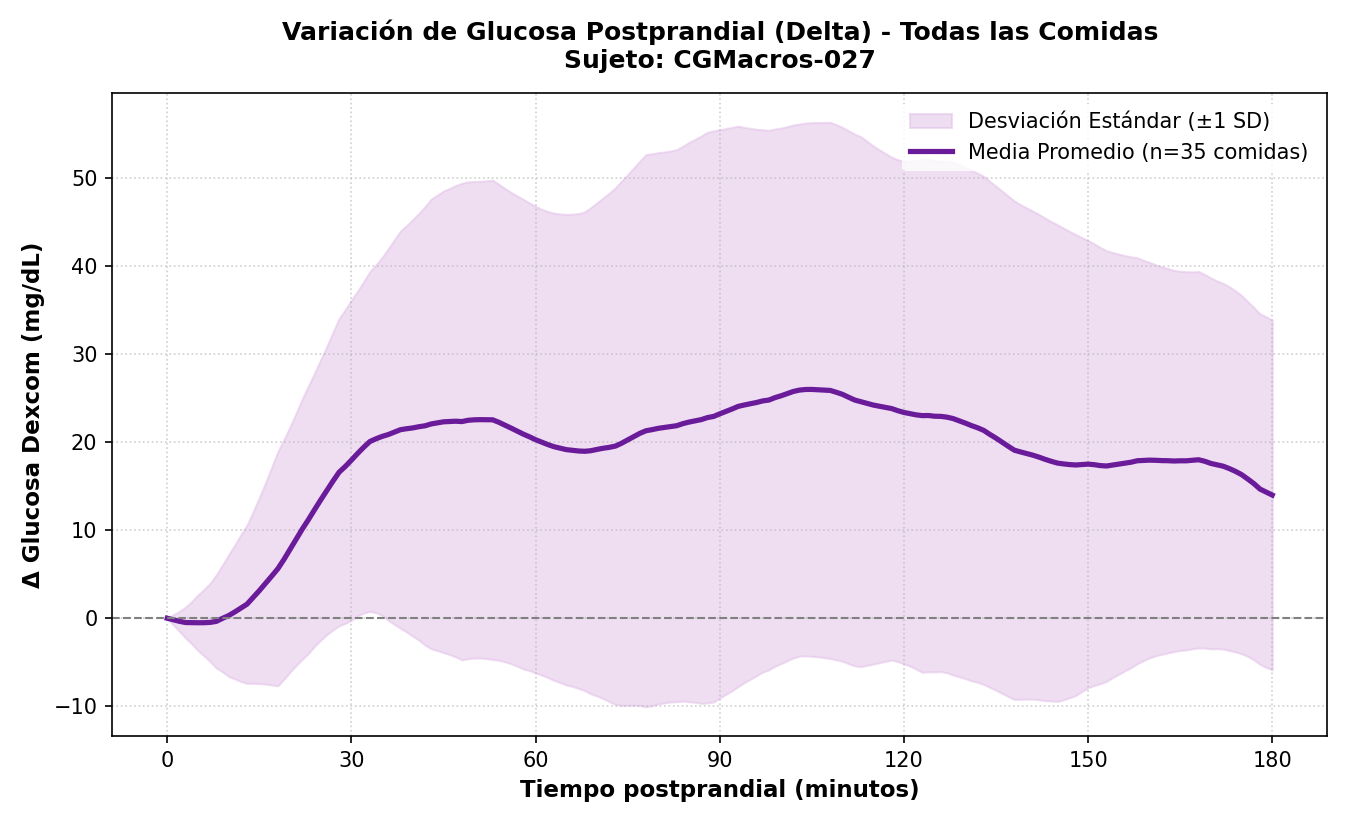 Variación de Glucosa Postprandial (Delta) - Todas las Comidas
Sujeto: CGMacros-027
Desviación Estándar (±1 SD)
Media Promedio (n=35 comidas)
Δ Glucosa Dexcom (mg/dL)
50
40
30
20
10
0
−10
0 30 60 90 120 150 180
Tiempo postprandial (minutos)